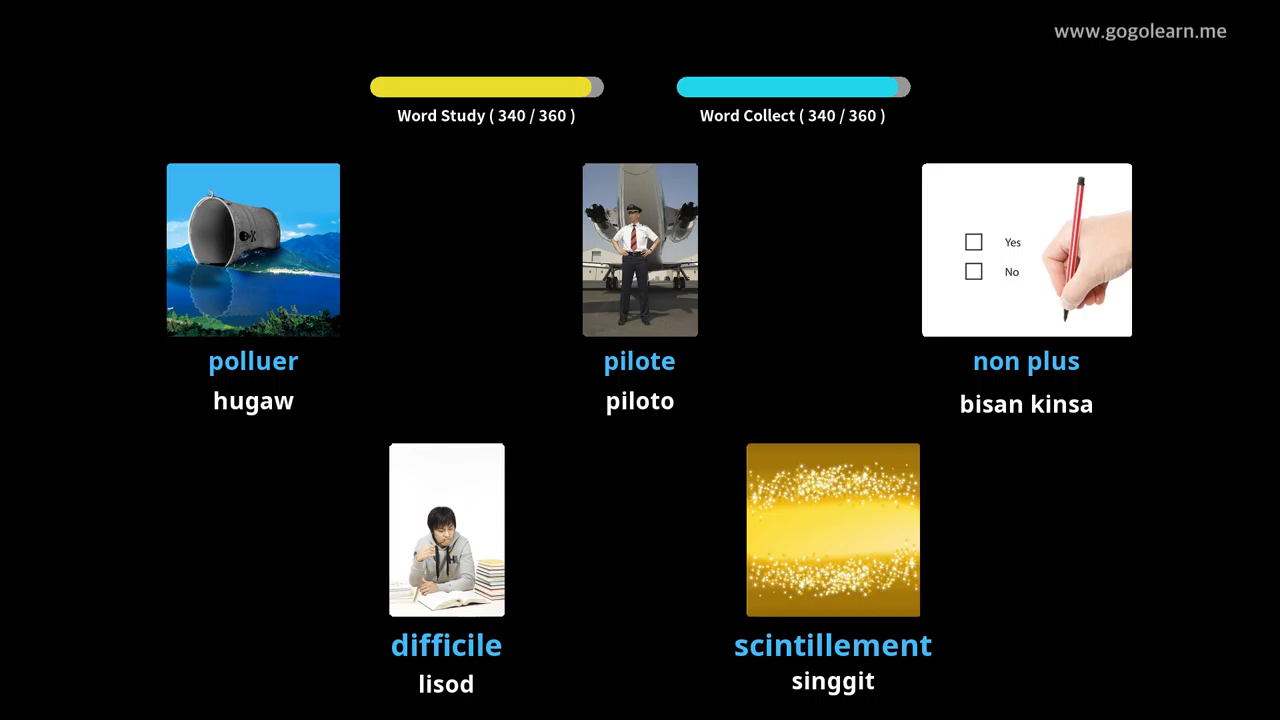 www.gogolearn.me
Word Study ( 340 / 360 )
Word Collect ( 340 / 360 )
Yes
No
polluer
pilote
non plus
hugaw
piloto
bisan kinsa
difficile
scintillement
lisod
singgit